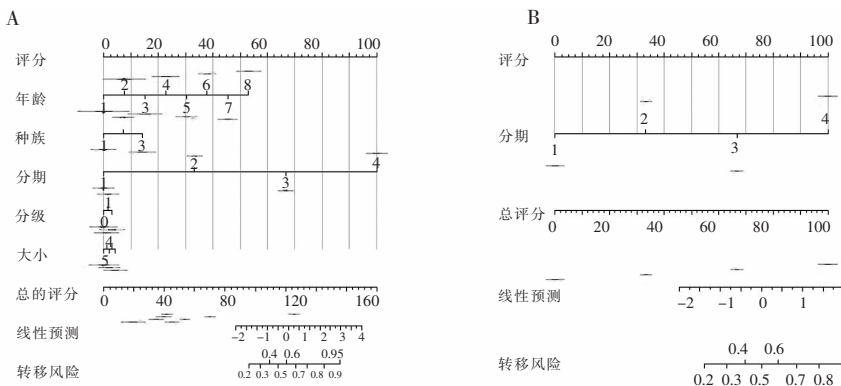 A
0 20 40 60 80 100
评分
2 4 6 8
年龄
1 3 5 7
种族
1 3
2 4
分期
1 3
1
分级
0
4
大小
5
总的评分
0 40 80 120 160
线性预测
-2 -1 0 1 2 3 4
0.4 0.6 0.95
转移风险
0.2 0.3 0.5 0.7 0.8 0.9
B
0 20 40 60 80 100
评分
2 4
分期
1 3
总评分
0 20 40 60 80 100
线性预测
-2 -1 0 1
0.4 0.6
转移风险
0.2 0.3 0.5 0.7 0.8